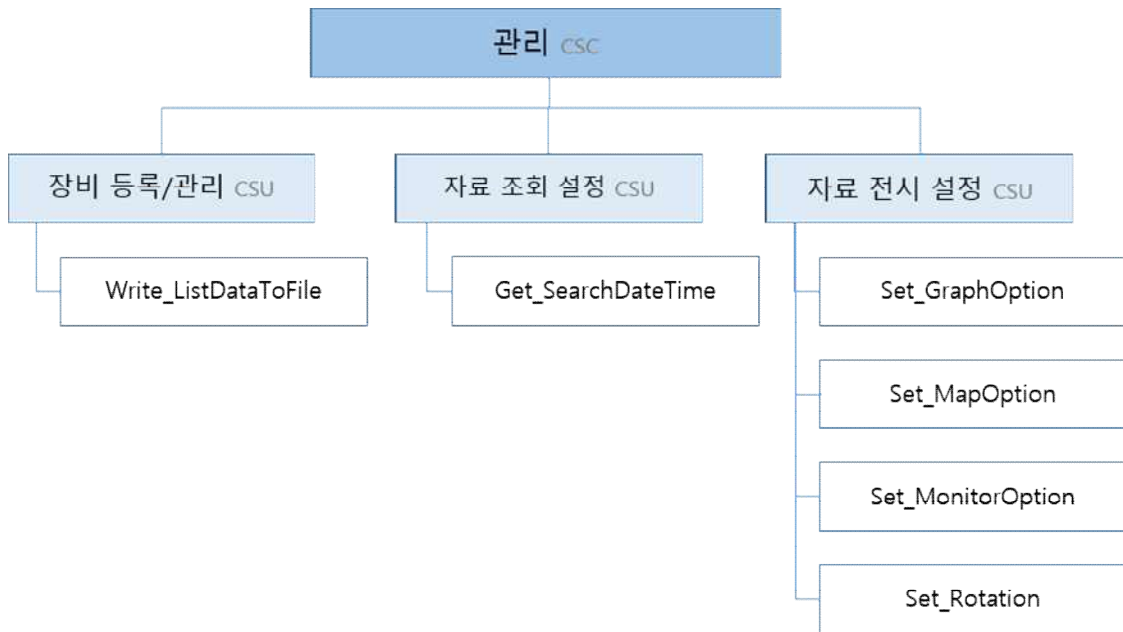 관리 CSC
장비 등록/관리 CSU
자료 조회 설정 CSU
자료 전시 설정 CSU
Write_ListDataToFile
Get_SearchDateTime
Set_GraphOption
Set_MapOption
Set_MonitorOption
Set_Rotation